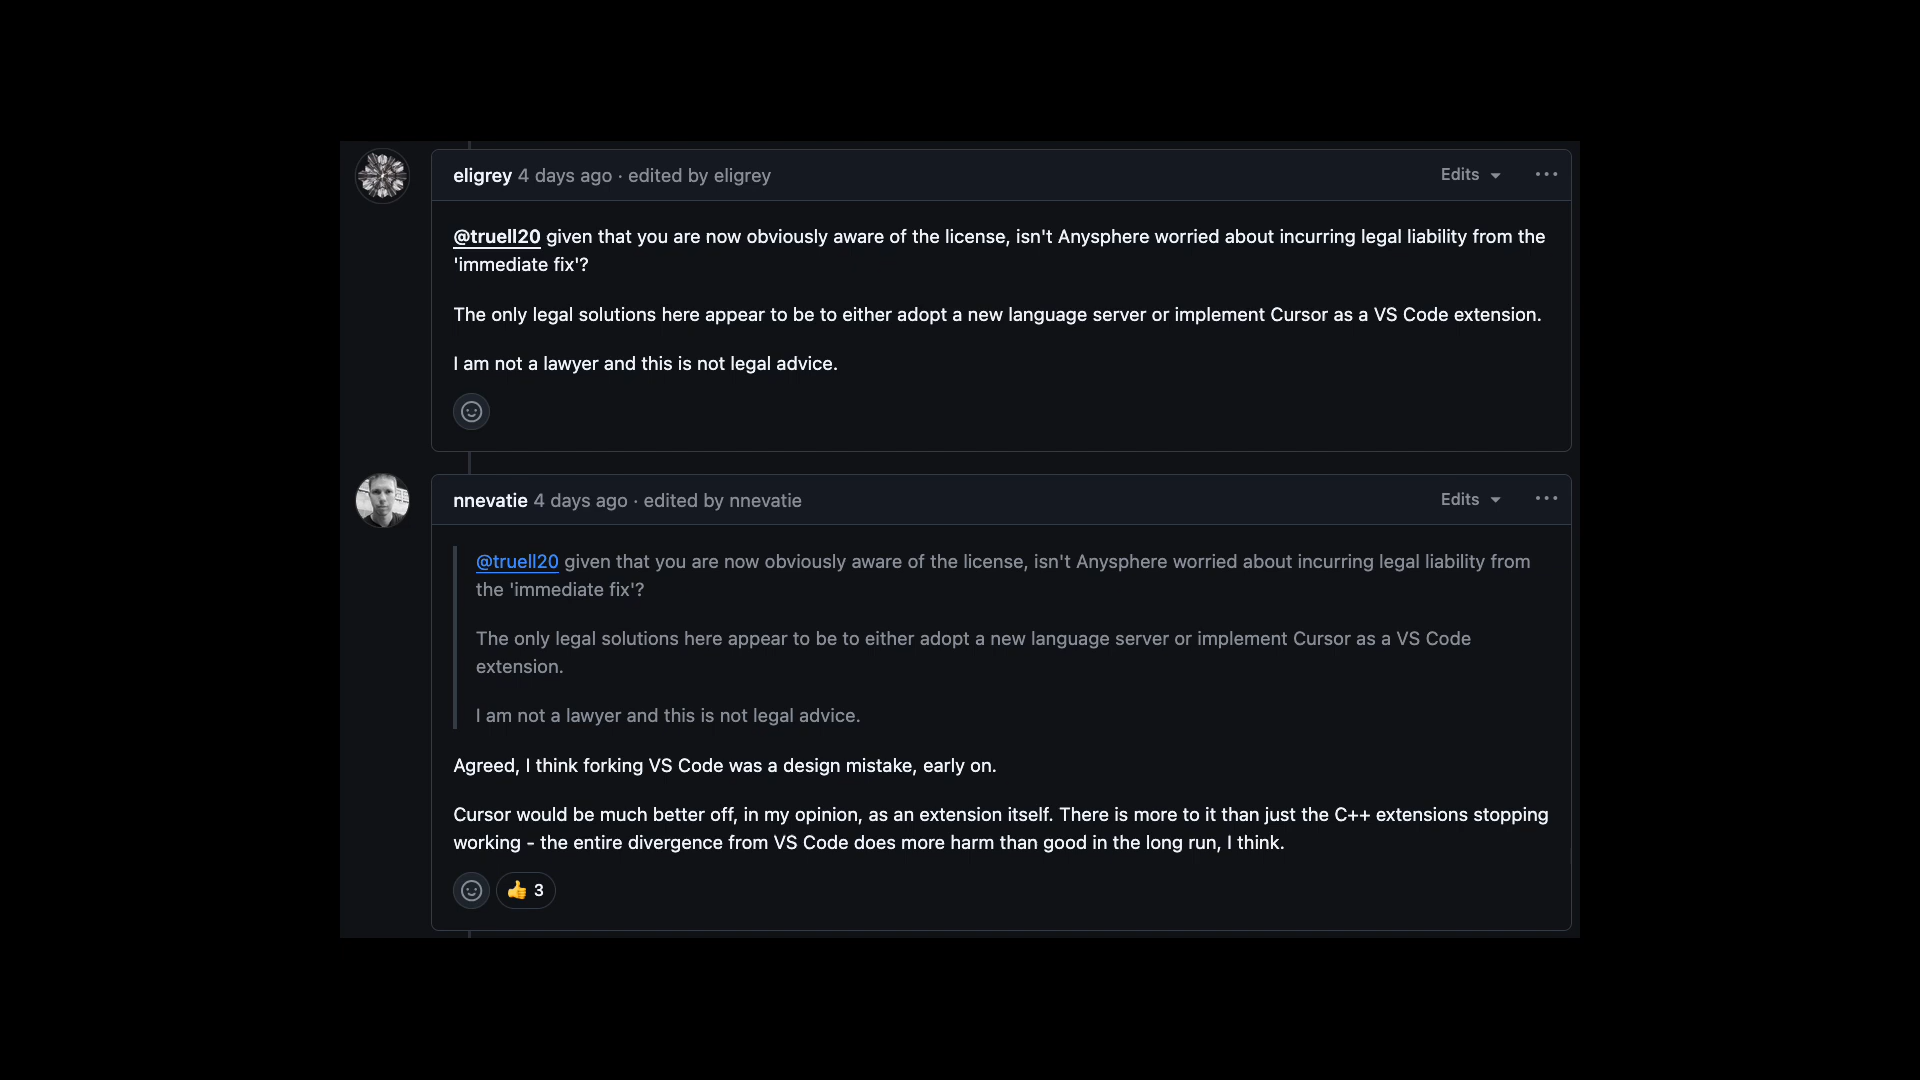 eligrey 4 days ago · edited by eligrey
Edits
@truell20 given that you are now obviously aware of the license, isn't Anysphere worried about incurring legal liability from the
'immediate fix'?
The only legal solutions here appear to be to either adopt a new language server or implement Cursor as a VS Code extension.
I am not a lawyer and this is not legal advice.
nnevatie 4 days ago · edited by nnevatie
Edits
@truell20 given that you are now obviously aware of the license, isn't Anysphere worried about incurring legal liability from
the 'immediate fix'?
The only legal solutions here appear to be to either adopt a new language server or implement Cursor as a VS Code
extension.
I am not a lawyer and this is not legal advice.
Agreed, I think forking VS Code was a design mistake, early on.
Cursor would be much better off, in my opinion, as an extension itself. There is more to it than just the C++ extensions stopping
working - the entire divergence from VS Code does more harm than good in the long run, I think.
👍 3